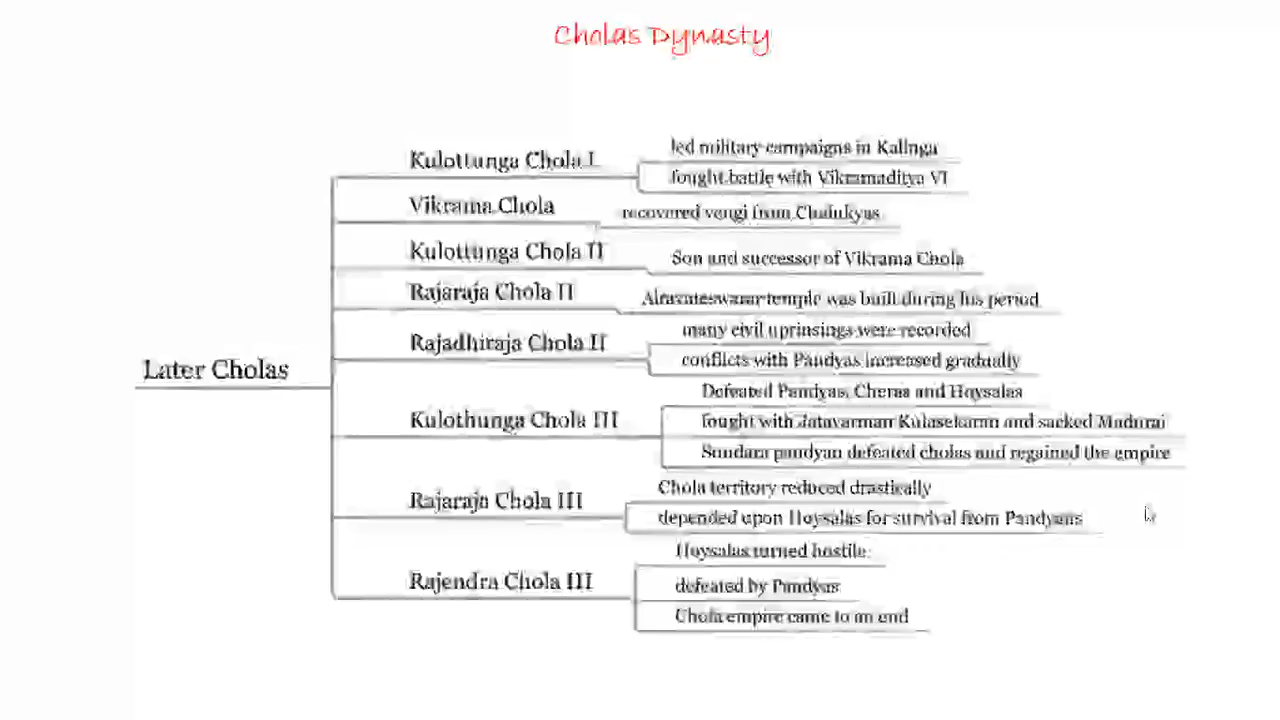 Cholas Dynasty
Later Cholas
Kulottunga Chola I
led military campaigns in Kalinga
fought battle with Vikramaditya VI
Vikrama Chola
recovered vengi from Chalukyas
Kulottunga Chola II
Son and successor of Vikrama Chola
Rajaraja Chola II
Airavateswarar temple was built during his period
Rajadhiraja Chola II
many civil uprinsings were recorded
conflicts with Pandyas increased gradually
Kulothunga Chola III
Defeated Pandyas, Cheras and Hoysalas
fought with Jatavarman Kulasekaran and sacked Madurai
Sundara pandyan defeated cholas and regained the empire
Rajaraja Chola III
Chola territory reduced drastically
depended upon Hoysalas for survival from Pandyans
Rajendra Chola III
Hoysalas turned hostile
defeated by Pandyas
Chola empire came to an end